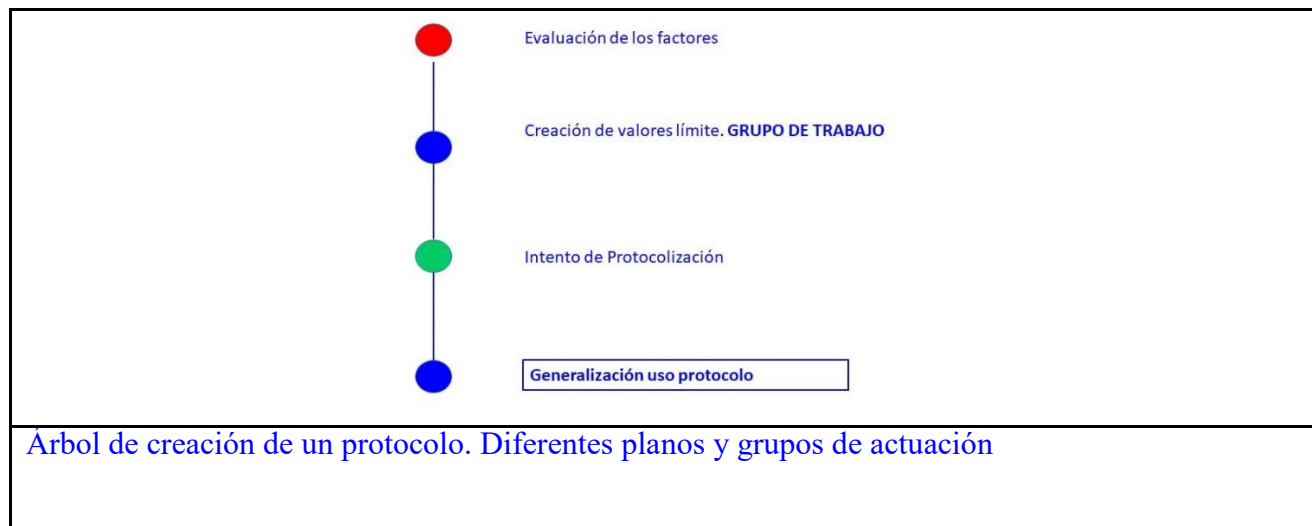 Evaluación de los factores
Creación de valores límite. GRUPO DE TRABAJO
Intento de Protocolización
Generalización uso protocolo
Árbol de creación de un protocolo. Diferentes planos y grupos de actuación